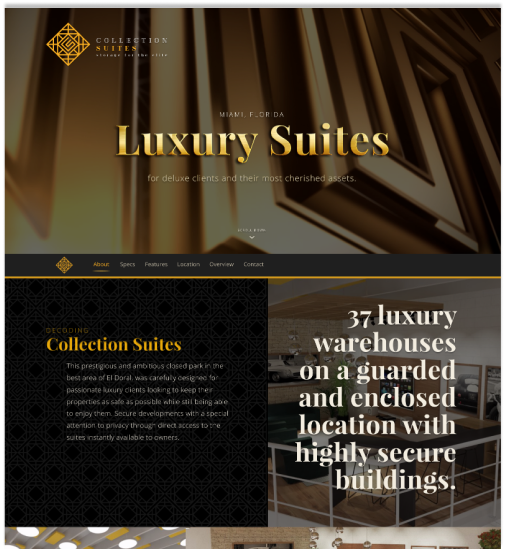 COLLECTION
SUITES
storage for the elite
MIAMI, FLORIDA
Luxury Suites
for deluxe clients and their most cherished assets.
About Specs Features Location Overview Contact
DECODING
Collection Suites
This prestigious and ambitious closed park in the
best area of El Doral, was carefully designed for
passionate luxury clients looking to keep their
properties as safe as possible while still being able
to enjoy them. Secure developments with a special
attention to privacy through direct access to the
suites instantly available to owners.
37 luxury
warehouses
on a guarded
and enclosed
location with
highly secure
buildings.